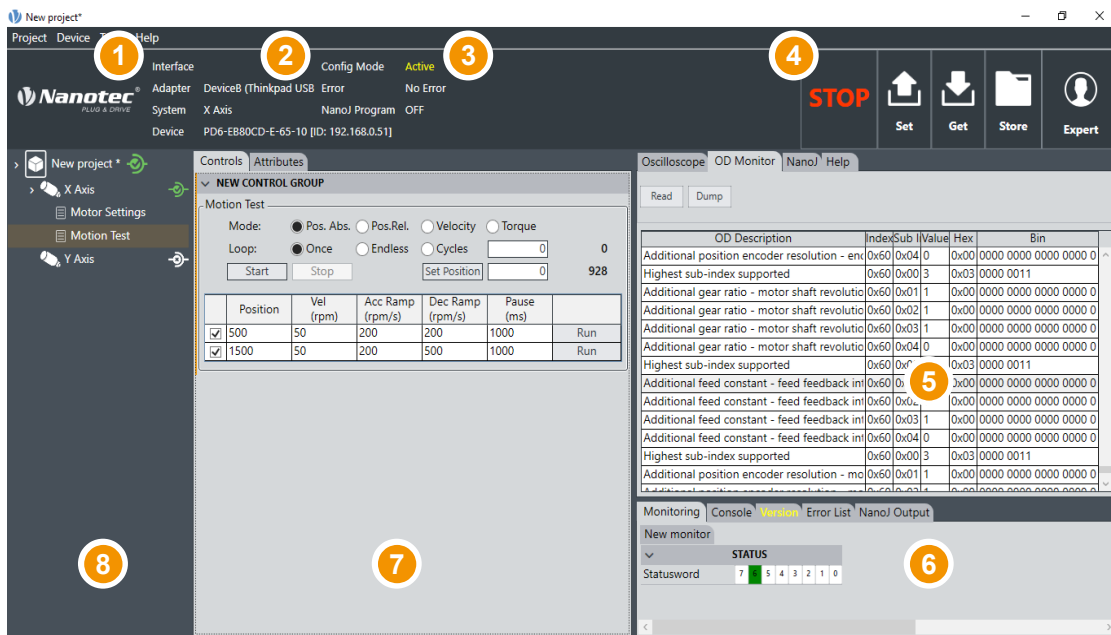 New project*
Project Device Help
1 2 3 4
Interface Config Mode Active
Adapter DeviceB (Thinkpad USB Error No Error
System X Axis NanoJ Program OFF
Device PD6-EB80CD-E-65-10 [ID: 192.168.0.51]
Nanotec®
PLUG & DRIVE
STOP
Set Get Store Expert
New project *
X Axis
Motor Settings
Motion Test
Y Axis
8
Controls Attributes
NEW CONTROL GROUP
Motion Test
Mode: Pos. Abs. Pos.Rel. Velocity Torque
Loop: Once Endless Cycles 0 0
Start Stop Set Position 0 928
Position Vel (rpm) Acc Ramp (rpm/s) Dec Ramp (rpm/s) Pause (ms)
500 50 200 200 1000 Run
1500 50 200 500 1000 Run
7
Oscilloscope OD Monitor NanoJ Help
Read Dump
OD Description Index Sub I Value Hex Bin
Additional position encoder resolution - enc 0x60 0x04 0 0x00 0000 0000 0000 0000 0
Highest sub-index supported 0x60 0x00 3 0x03 0000 0011
Additional gear ratio - motor shaft revolutio 0x60 0x01 1 0x00 0000 0000 0000 0000 0
Additional gear ratio - motor shaft revolutio 0x60 0x02 1 0x00 0000 0000 0000 0000 0
Additional gear ratio - motor shaft revolutio 0x60 0x03 1 0x00 0000 0000 0000 0000 0
Additional gear ratio - motor shaft revolutio 0x60 0x04 0 0x00 0000 0000 0000 0000 0
Highest sub-index supported 0x60 0x03 0000 0011
Additional feed constant - feed feedback int 0x60 0x00 0000 0000 0000 0000 0
5
Additional feed constant - feed feedback int 0x60 0x00 0000 0000 0000 0000 0
Additional feed constant - feed feedback int 0x60 0x03 1 0x00 0000 0000 0000 0000 0
Additional feed constant - feed feedback int 0x60 0x04 0 0x00 0000 0000 0000 0000 0
Highest sub-index supported 0x60 0x00 3 0x03 0000 0011
Additional position encoder resolution - mo 0x60 0x01 1 0x00 0000 0000 0000 0000 0
Monitoring Console Version Error List NanoJ Output
New monitor
STATUS
Statusword 7 6 5 4 3 2 1 0
6